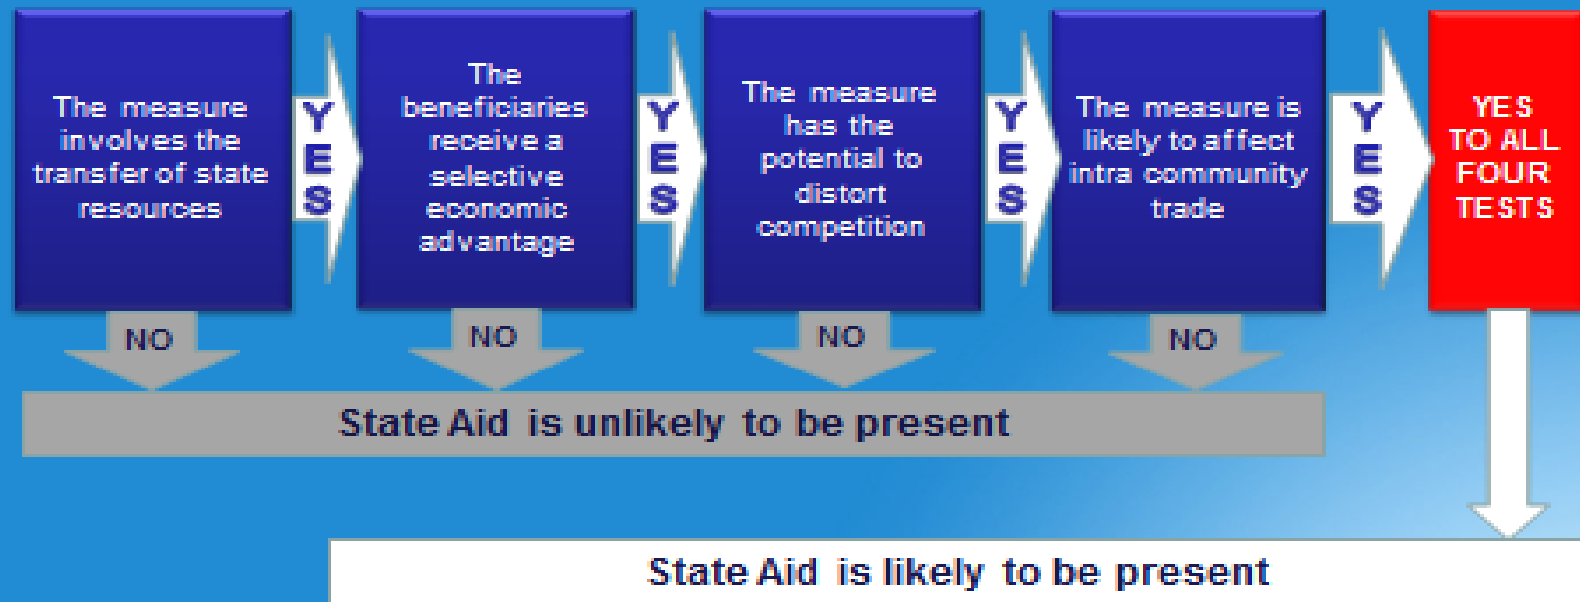 The measure
involves the
transfer of state
resources
YES
The
beneficiaries
receive a
selective
economic
advantage
YES
The measure
has the
potential to
distort
competition
YES
The measure is
likely to affect
intra community
trade
YES
YES
TO ALL
FOUR
TESTS
NO
NO
NO
NO
State Aid is unlikely to be present
State Aid is likely to be present